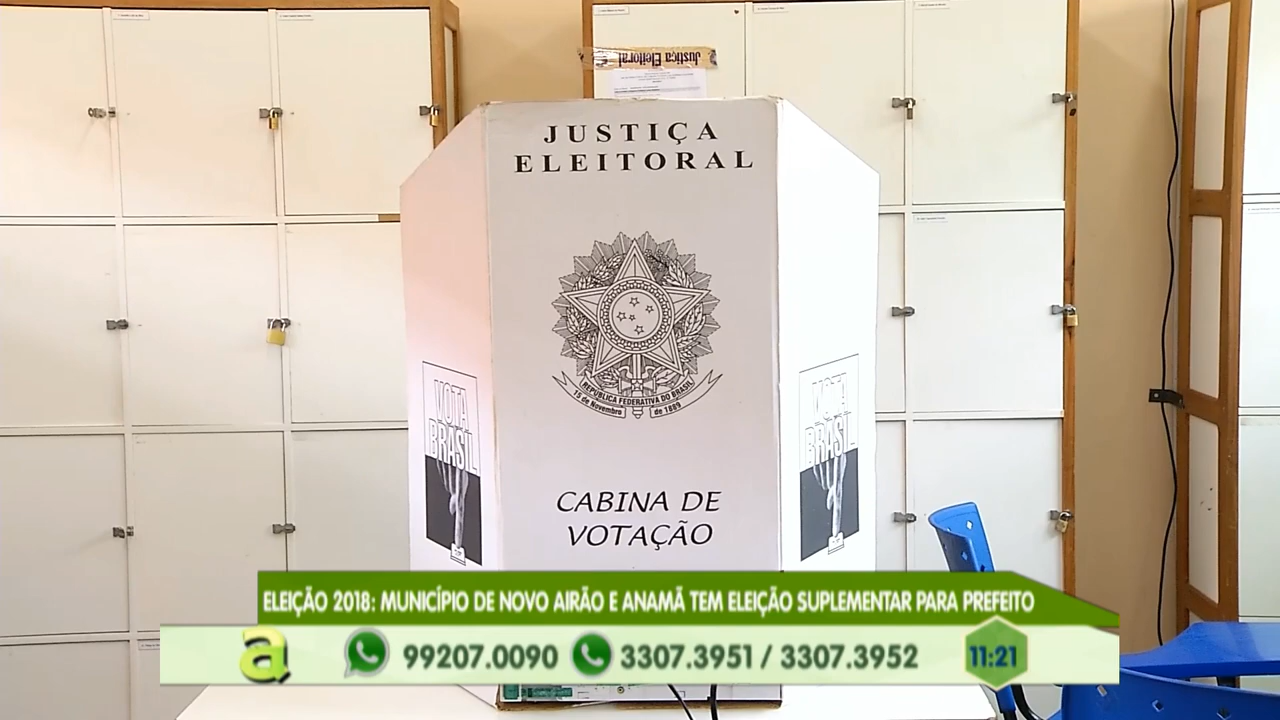 Justiça Eleitoral
JUSTIÇA
ELEITORAL
REPÚBLICA FEDERATIVA DO BRASIL
15 de Novembro de 1889
VOTA
BRASIL
VOTA
BRASIL
CABINA DE
VOTAÇÃO
ELEIÇÃO 2018: MUNICÍPIO DE NOVO AIRÃO E ANAMÃ TEM ELEIÇÃO SUPLEMENTAR PARA PREFEITO
a 99207.0090 3307.3951 / 3307.3952 11:21